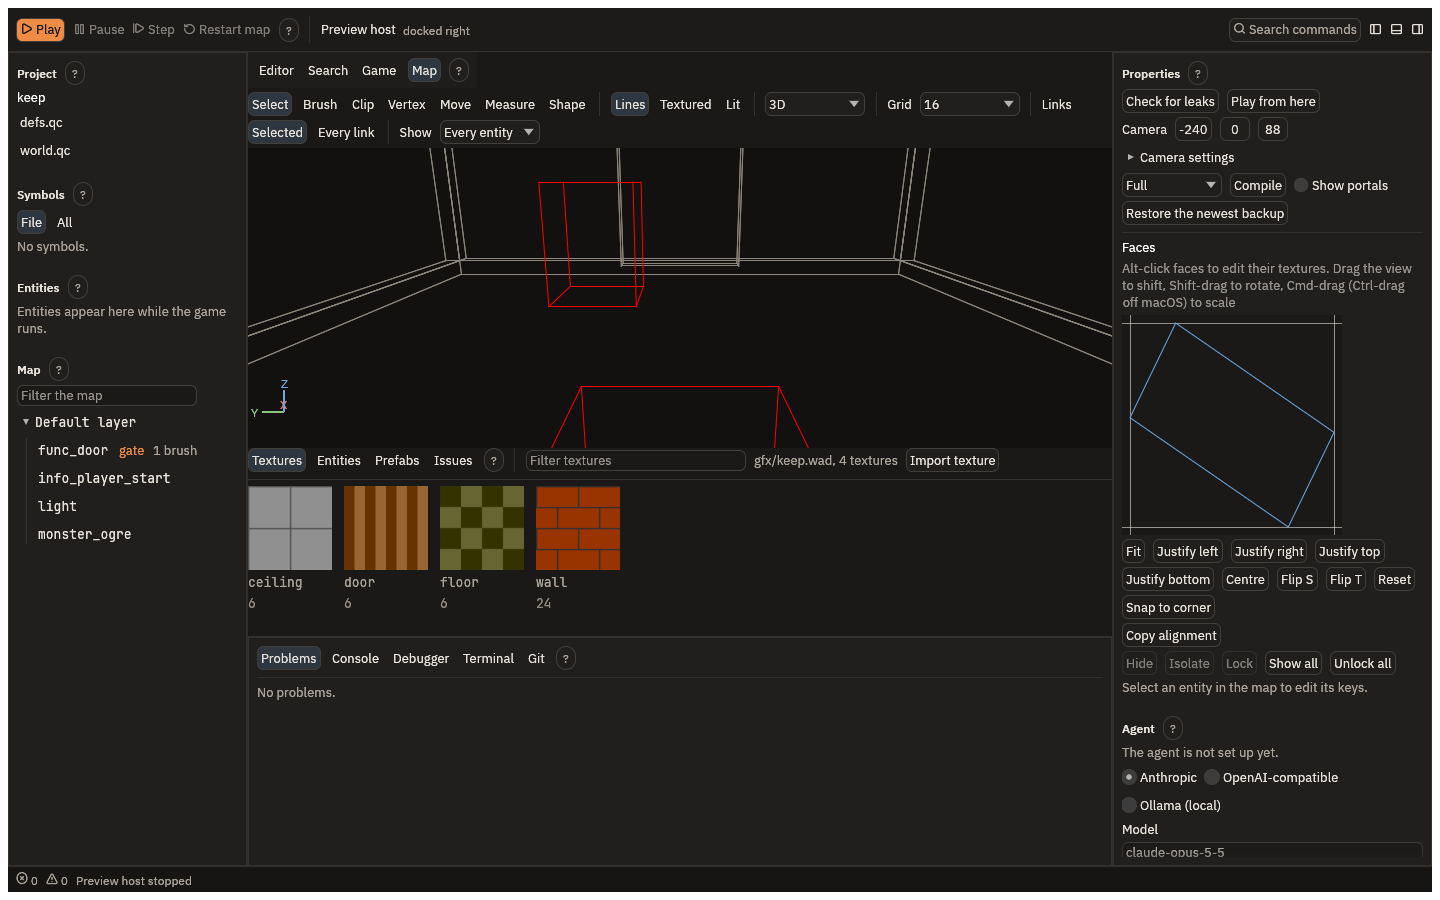 Play Pause Step Restart map ? Preview host docked right Search commands
Project ?
keep
defs.qc
world.qc
Symbols ?
File All
No symbols.
Entities ?
Entities appear here while the game
runs.
Map ?
Filter the map
Default layer
func_door gate 1 brush
info_player_start
light
monster_ogre
Editor Search Game Map ?
Select Brush Clip Vertex Move Measure Shape Lines Textured Lit 3D Grid 16 Links
Selected Every link Show Every entity
Z
Y X
Textures Entities Prefabs Issues ? Filter textures gfx/keep.wad, 4 textures Import texture
ceiling door floor wall
6 6 6 24
Problems Console Debugger Terminal Git ?
No problems.
Properties ?
Check for leaks Play from here
Camera -240 0 88
Camera settings
Full Compile Show portals
Restore the newest backup
Faces
Alt-click faces to edit their textures. Drag the view
to shift, Shift-drag to rotate, Cmd-drag (Ctrl-drag
off macOS) to scale
Fit Justify left Justify right Justify top
Justify bottom Centre Flip S Flip T Reset
Snap to corner
Copy alignment
Hide Isolate Lock Show all Unlock all
Select an entity in the map to edit its keys.
Agent ?
The agent is not set up yet.
Anthropic OpenAI-compatible
Ollama (local)
Model
claude-opus-5-5
0 0 Preview host stopped